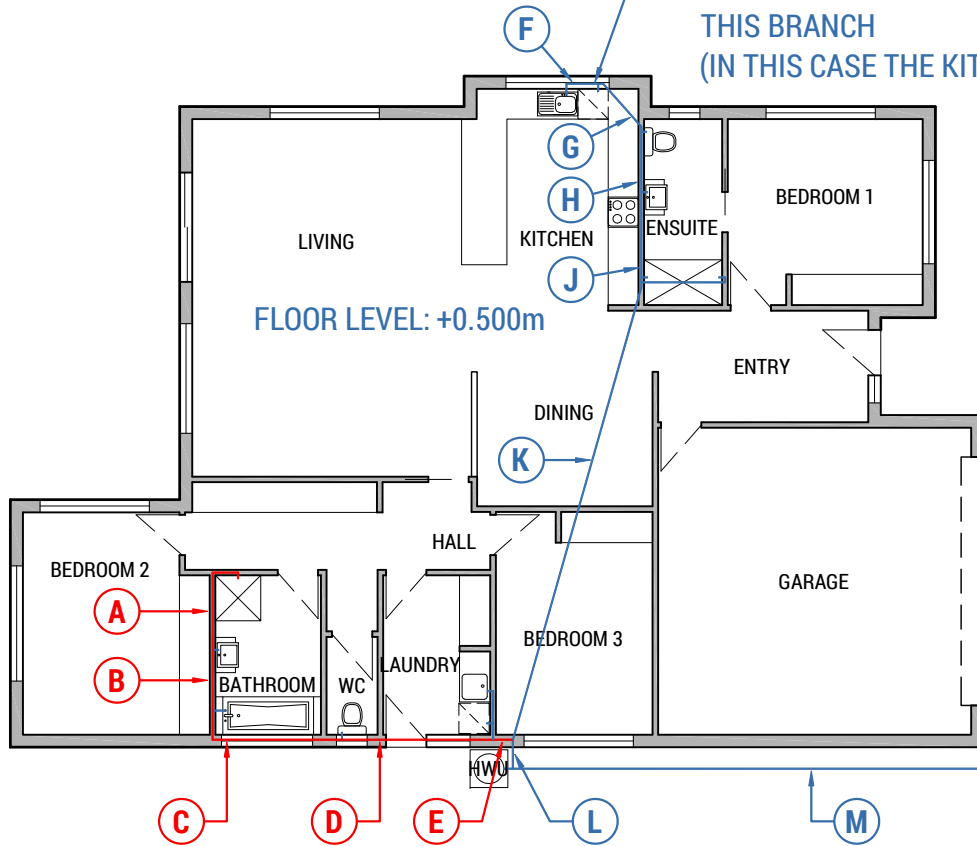 THIS BRANCH
(IN THIS CASE THE KIT
F
G
H
J
K
LIVING
KITCHEN
ENSUITE
BEDROOM 1
FLOOR LEVEL: +0.500m
ENTRY
DINING
HALL
BEDROOM 2
GARAGE
A
BEDROOM 3
B
BATHROOM
WC
LAUNDRY
HWU
C
D
E
L
M